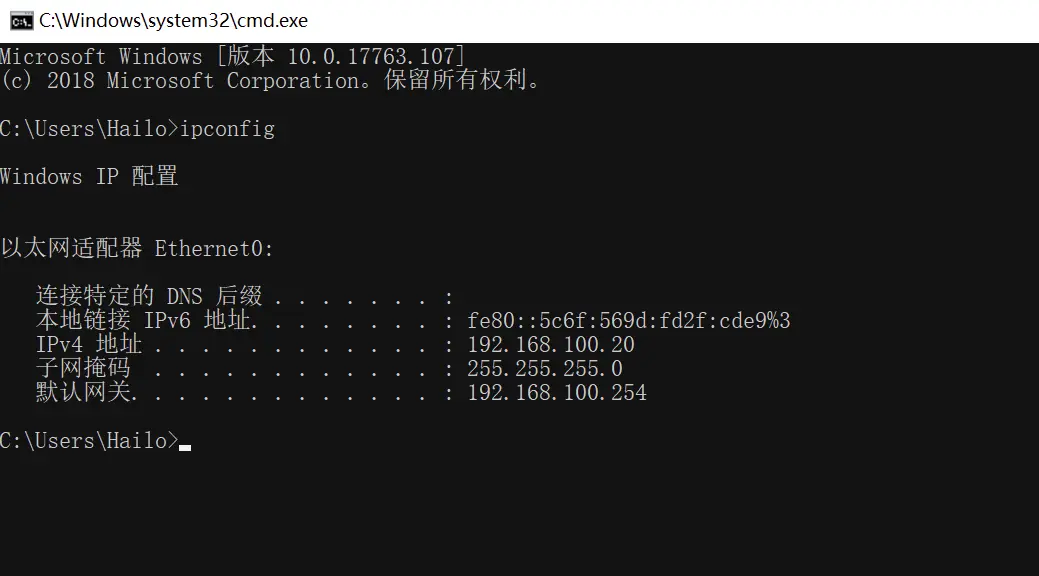 C:\Windows\system32\cmd.exe
Microsoft Windows [版本 10.0.17763.107]
(c) 2018 Microsoft Corporation。保留所有权利。
C:\Users\Hailo>ipconfig
Windows IP 配置
以太网适配器 Ethernet0:
连接特定的 DNS 后缀 . . . . . . . :
本地链接 IPv6 地址. . . . . . . . : fe80::5c6f:569d:fd2f:cde9%3
IPv4 地址 . . . . . . . . . . . . : 192.168.100.20
子网掩码  . . . . . . . . . . . . : 255.255.255.0
默认网关. . . . . . . . . . . . . : 192.168.100.254
C:\Users\Hailo>